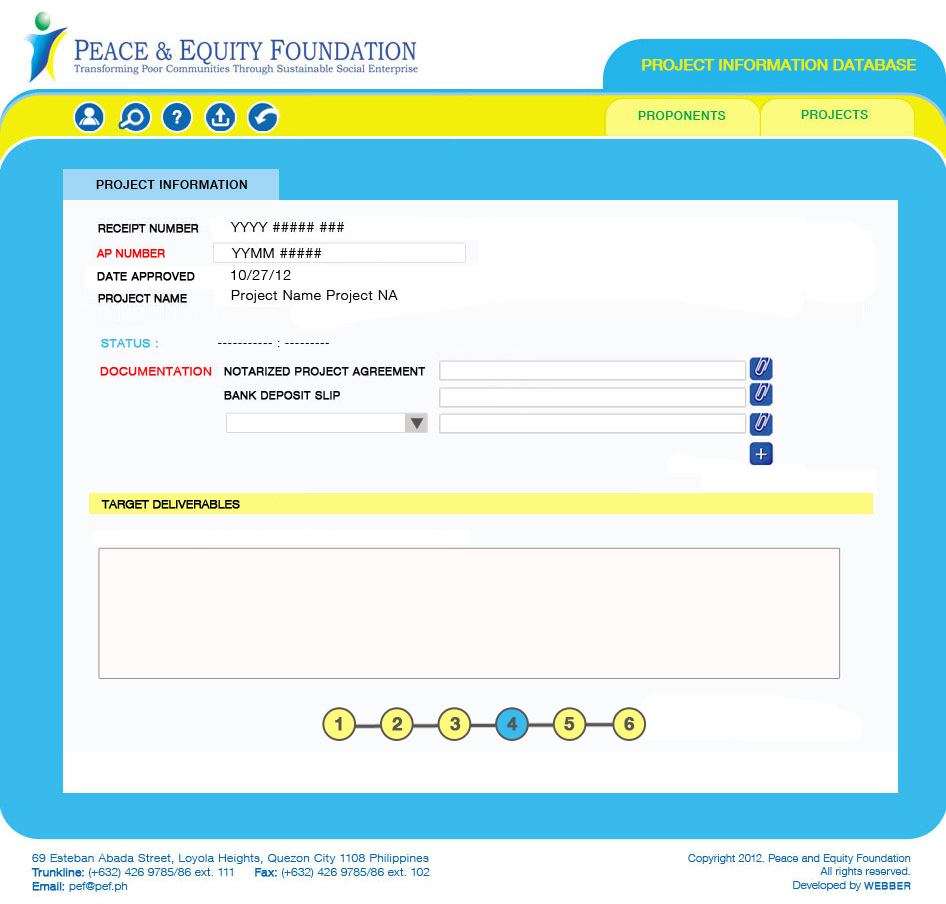 PEACE & EQUITY FOUNDATION
Transforming Poor Communities Through Sustainable Social Enterprise
PROJECT INFORMATION DATABASE
?
PROPONENTS
PROJECTS
PROJECT INFORMATION
RECEIPT NUMBER YYYY ##### ###
AP NUMBER YYMM #####
DATE APPROVED 10/27/12
PROJECT NAME Project Name Project NA
STATUS : ----------- : ---------
DOCUMENTATION NOTARIZED PROJECT AGREEMENT
BANK DEPOSIT SLIP
+
TARGET DELIVERABLES
1 2 3 4 5 6
69 Esteban Abada Street, Loyola Heights, Quezon City 1108 Philippines
Trunkline: (+632) 426 9785/86 ext. 111 Fax: (+632) 426 9785/86 ext. 102
Email: pef@pef.ph
Copyright 2012. Peace and Equity Foundation
All rights reserved.
Developed by WEBBER